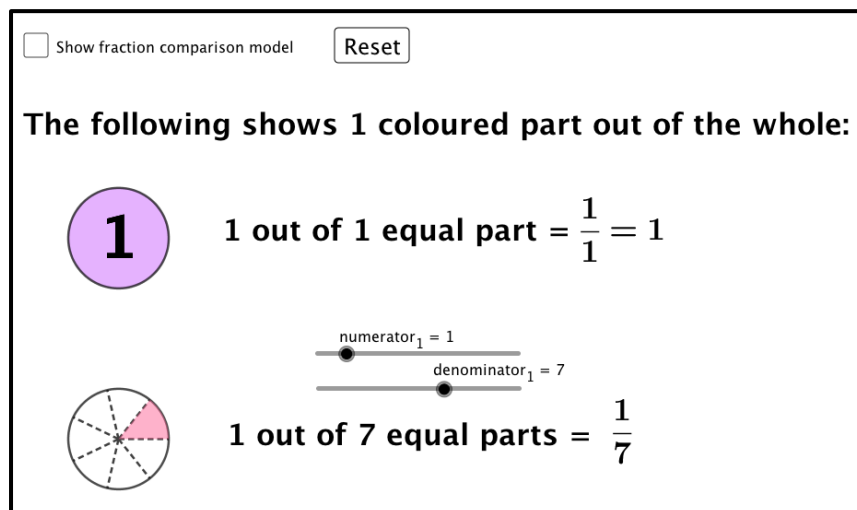 Show fraction comparison model Reset
The following shows 1 coloured part out of the whole:
1 1 out of 1 equal part = 1/1 = 1
numerator₁ = 1
denominator₁ = 7
1 out of 7 equal parts = 1/7